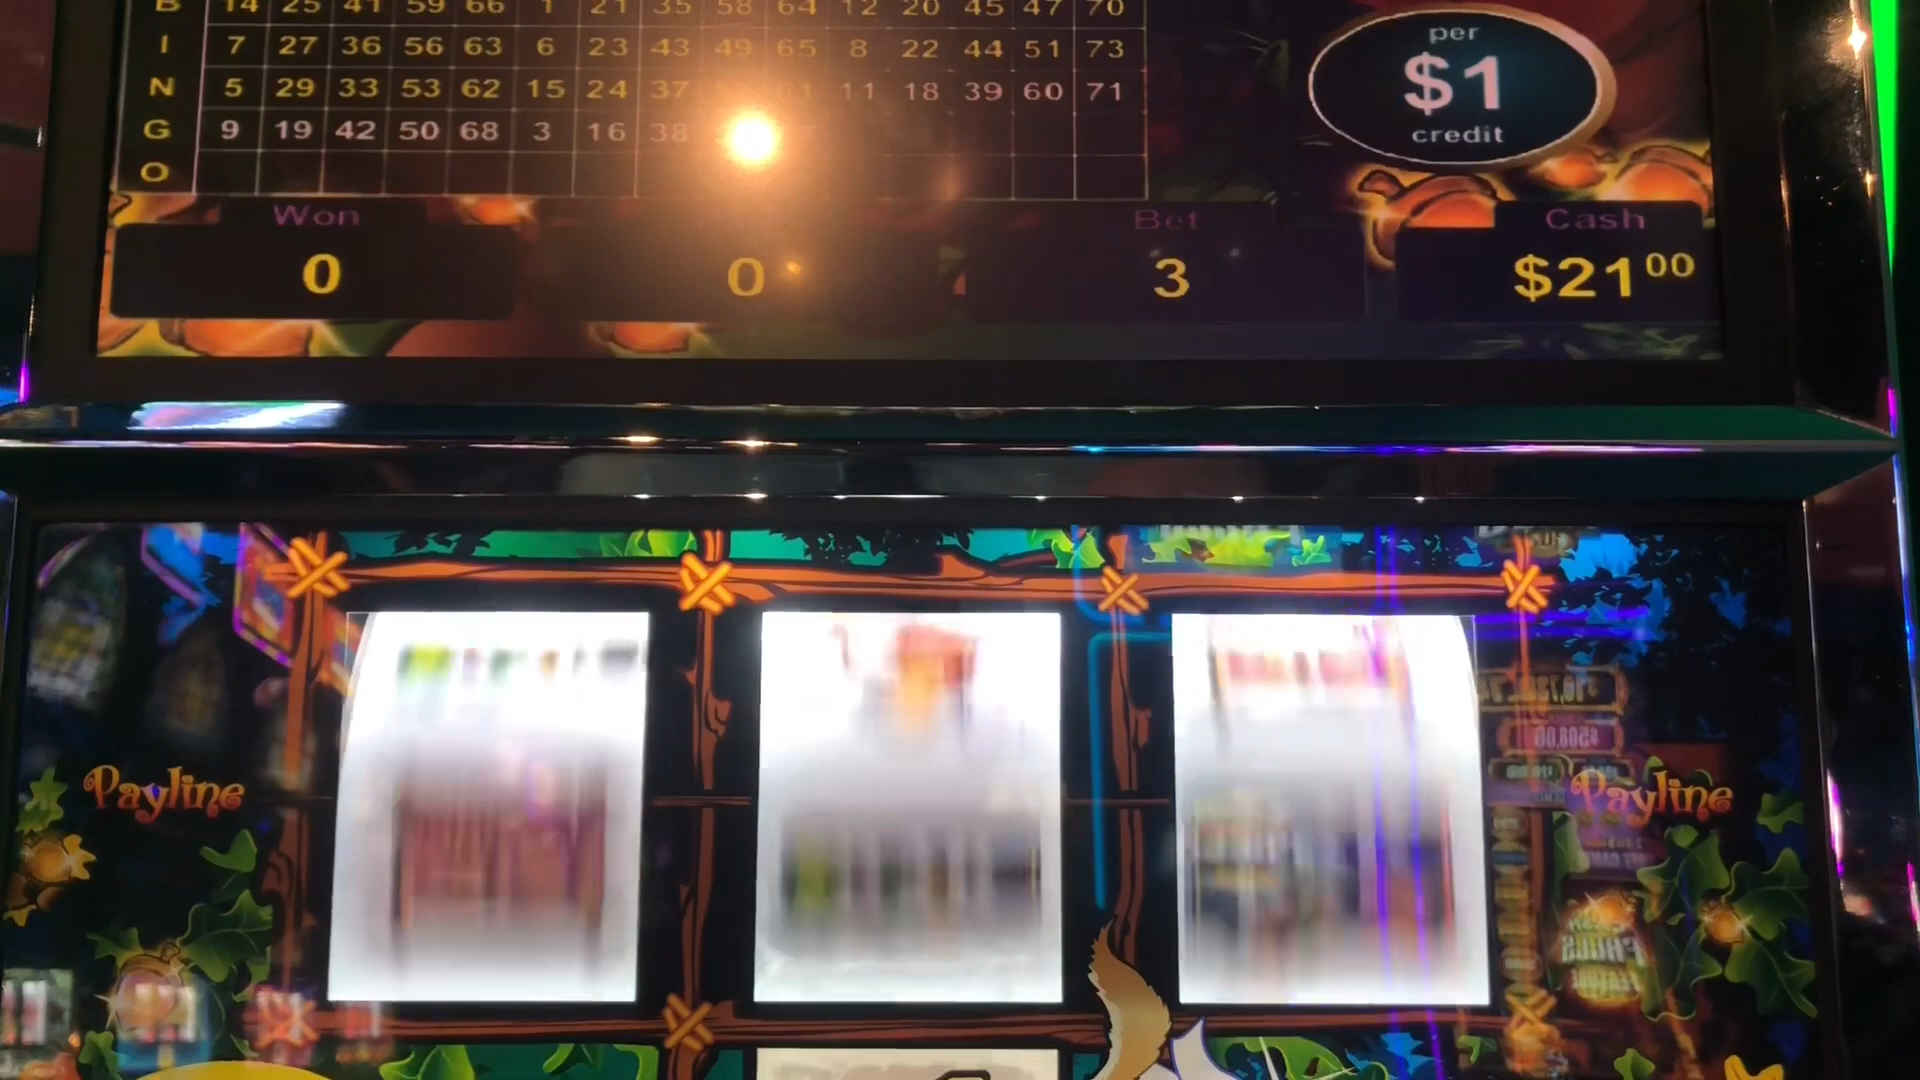 B 14 25 41 59 66 1 21 35 58 64 12 20 45 47 70
I 7 27 36 56 63 6 23 43 49 65 8 22 44 51 73
N 5 29 33 53 62 15 24 37 61 11 18 39 60 71
G 9 19 42 50 68 3 16 38
O
per
$1
credit
Won
Bet
Cash
0
0
3
$21⁰⁰
Payline
Payline